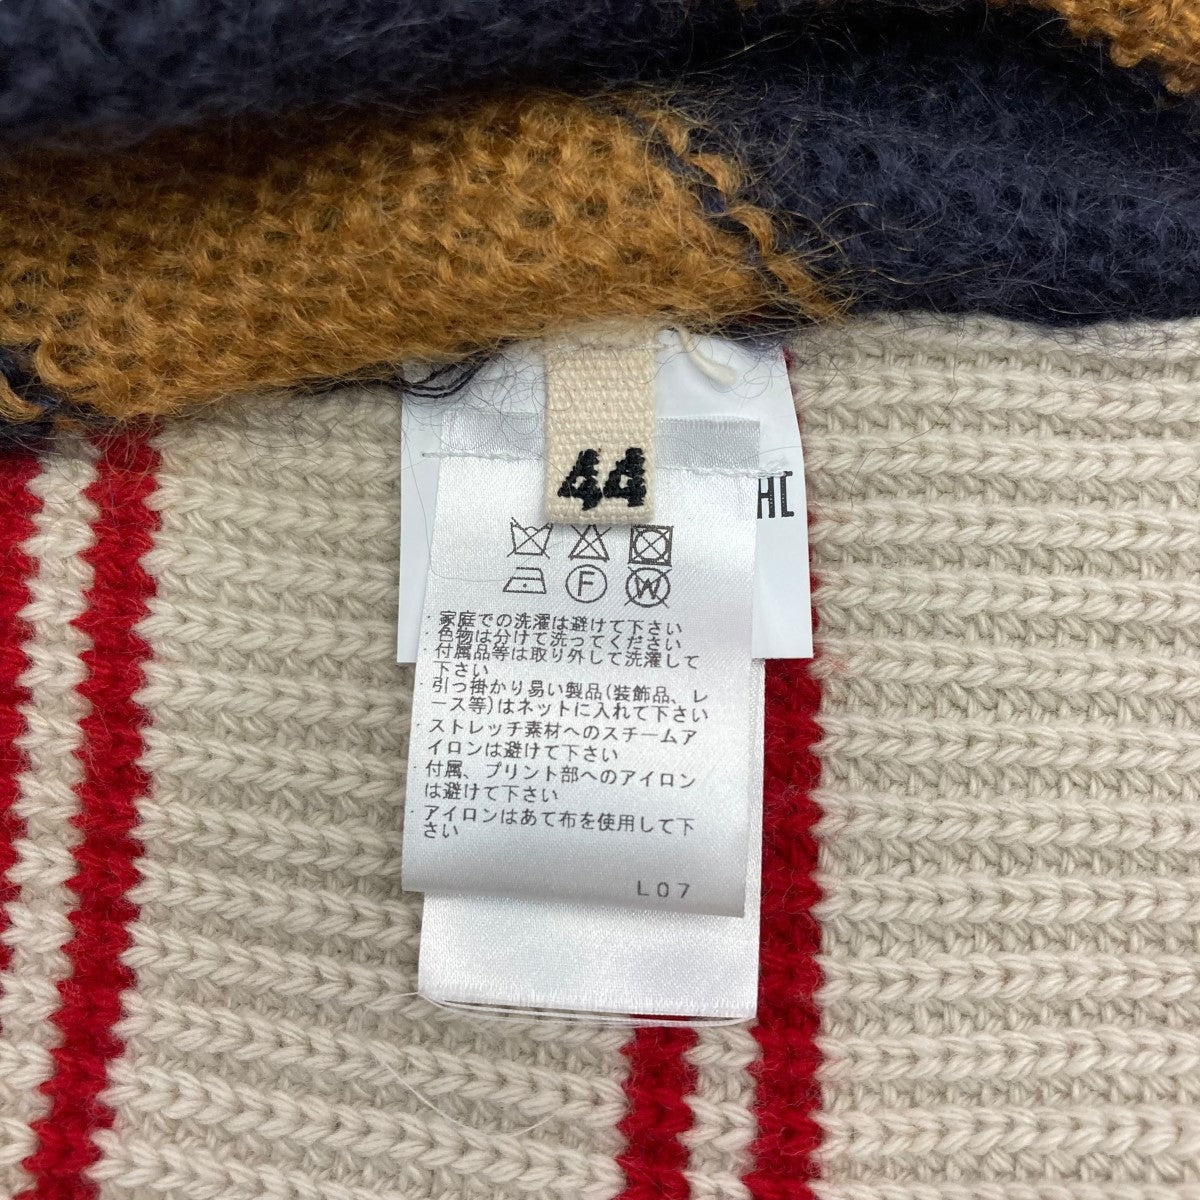 44
HC
F
W
・家庭での洗濯は避けて下さい
・色物は分けて洗ってください
・付属品等は取り外して洗濯して
下さい
・引っ掛かり易い製品(装飾品、レ
ース等)はネットに入れて下さい
・ストレッチ素材へのスチームア
イロンは避けて下さい
・付属、プリント部へのアイロン
は避けて下さい
・アイロンはあて布を使用して下
さい
L07